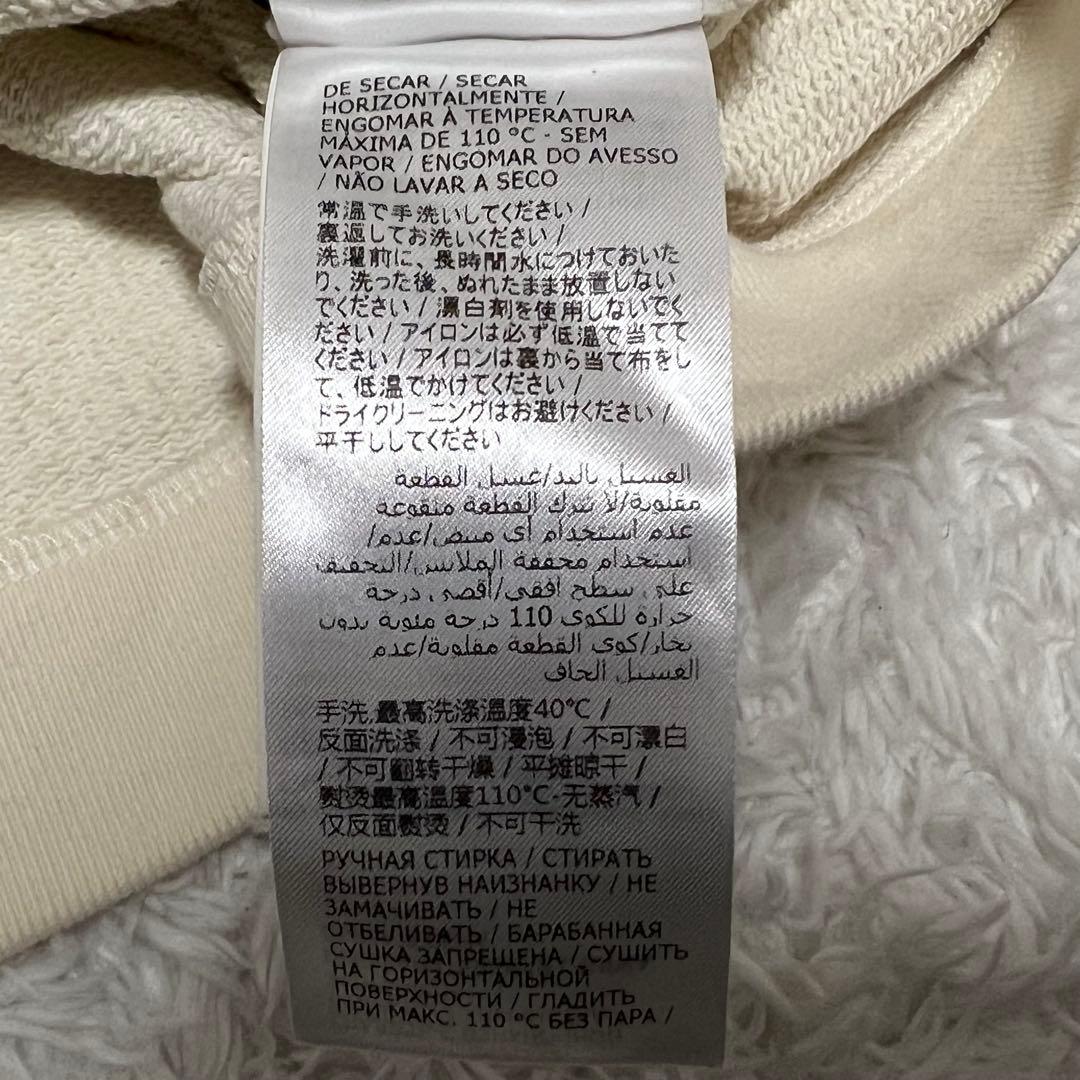 DE SECAR / SECAR
HORIZONTALMENTE /
ENGOMAR À TEMPERATURA
MÁXIMA DE 110 ºC - SEM
VAPOR / ENGOMAR DO AVESSO
/ NÃO LAVAR A SECO
常温で手洗いしてください /
裏返してお洗いください /
洗濯前に、長時間水につけておいた
り、洗った後、ぬれたまま放置しない
でください / 漂白剤を使用しないでく
ださい / アイロンは必ず低温で当てて
ください / アイロンは裏から当て布をし
て、低温でかけてください /
ドライクリーニングはお避けください /
平干ししてください
الغسيل باليد/غسيل القطعة
مقلوبة/لا تترك القطعة منقوعة
عدم استخدام أي مبيض/عدم/
استخدام مجففة الملابس/التجفيف
على سطح افقي/أقصى درجة
حرارة للكوي 110 درجة مئوية بدون
بخار/كوي القطعة مقلوبة/عدم
الغسيل الجاف
手洗,最高洗涤温度40°C /
反面洗涤 / 不可浸泡 / 不可漂白
/ 不可翻转干燥 / 平摊晾干 /
熨烫最高温度110°C-无蒸汽 /
仅反面熨烫 / 不可干洗
РУЧНАЯ СТИРКА / СТИРАТЬ
ВЫВЕРНУВ НАИЗНАНКУ / НЕ
ЗАМАЧИВАТЬ / НЕ
ОТБЕЛИВАТЬ / БАРАБАННАЯ
СУШКА ЗАПРЕЩЕНА / СУШИТЬ
НА ГОРИЗОНТАЛЬНОЙ
ПОВЕРХНОСТИ / ГЛАДИТЬ
ПРИ МАКС. 110 ºC БЕЗ ПАРА /